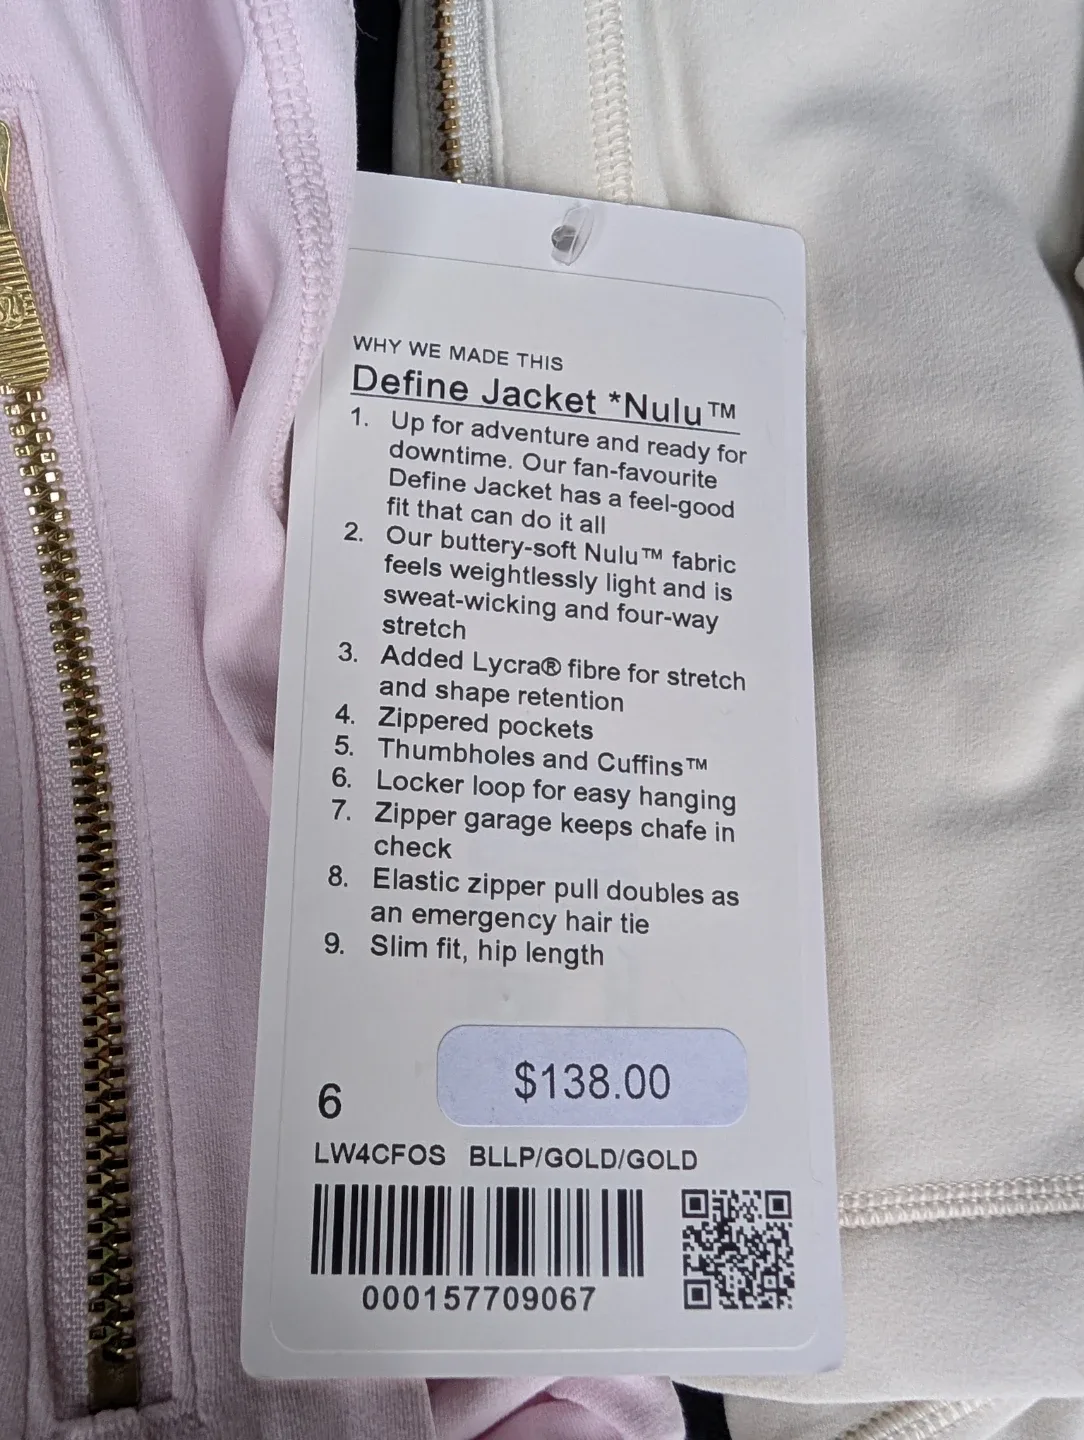 WHY WE MADE THIS
Define Jacket *Nulu™
1. Up for adventure and ready for
downtime. Our fan-favourite
Define Jacket has a feel-good
fit that can do it all
2. Our buttery-soft Nulu™ fabric
feels weightlessly light and is
sweat-wicking and four-way
stretch
3. Added Lycra® fibre for stretch
and shape retention
4. Zippered pockets
5. Thumbholes and Cuffins™
6. Locker loop for easy hanging
7. Zipper garage keeps chafe in
check
8. Elastic zipper pull doubles as
an emergency hair tie
9. Slim fit, hip length
$138.00
6
LW4CFOS BLLP/GOLD/GOLD
000157709067